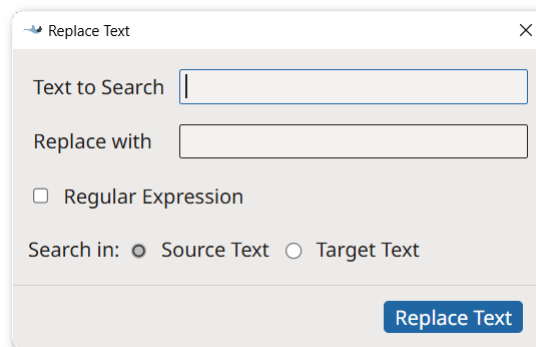 Replace Text
Text to Search
Replace with
Regular Expression
Search in: Source Text Target Text
Replace Text